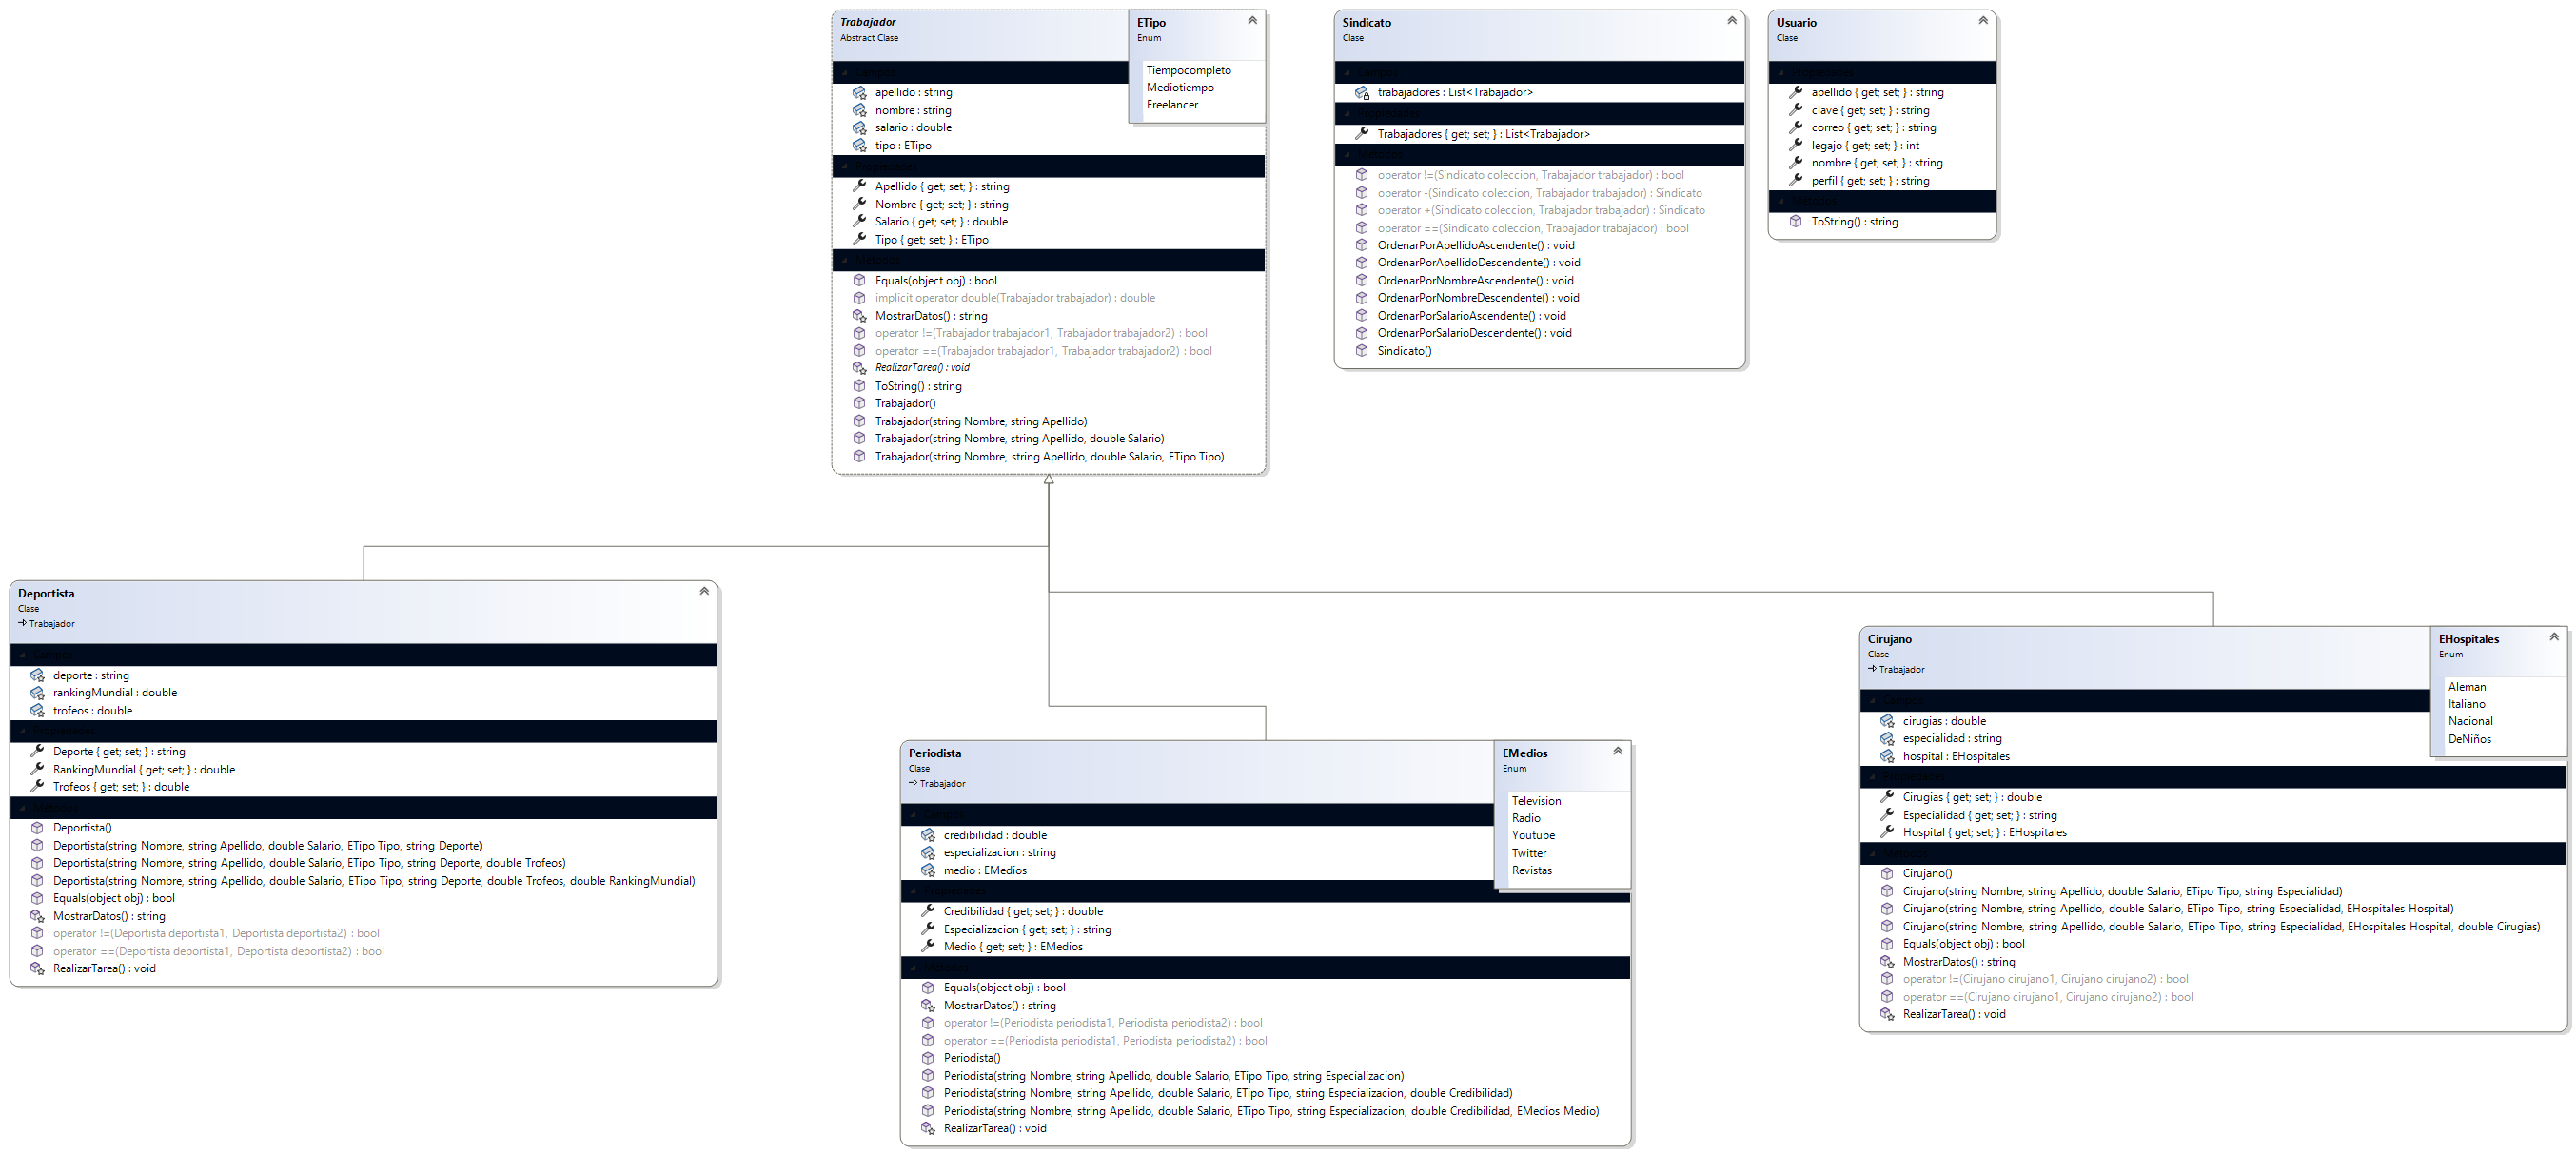 Trabajador
Abstract Clase
Campos
apellido : string
nombre : string
salario : double
tipo : ETipo
Propiedades
Apellido { get; set; } : string
Nombre { get; set; } : string
Salario { get; set; } : double
Tipo { get; set; } : ETipo
Métodos
Equals(object obj) : bool
implicit operator double(Trabajador trabajador) : double
MostrarDatos() : string
operator !=(Trabajador trabajador1, Trabajador trabajador2) : bool
operator ==(Trabajador trabajador1, Trabajador trabajador2) : bool
RealizarTarea() : void
ToString() : string
Trabajador()
Trabajador(string Nombre, string Apellido)
Trabajador(string Nombre, string Apellido, double Salario)
Trabajador(string Nombre, string Apellido, double Salario, ETipo Tipo)
ETipo
Enum
Tiempocompleto
Mediotiempo
Freelancer
Sindicato
Clase
Campos
trabajadores : List<Trabajador>
Propiedades
Trabajadores { get; set; } : List<Trabajador>
Métodos
operator !=(Sindicato coleccion, Trabajador trabajador) : bool
operator -(Sindicato coleccion, Trabajador trabajador) : Sindicato
operator +(Sindicato coleccion, Trabajador trabajador) : Sindicato
operator ==(Sindicato coleccion, Trabajador trabajador) : bool
OrdenarPorApellidoAscendente() : void
OrdenarPorApellidoDescendente() : void
OrdenarPorNombreAscendente() : void
OrdenarPorNombreDescendente() : void
OrdenarPorSalarioAscendente() : void
OrdenarPorSalarioDescendente() : void
Sindicato()
Usuario
Clase
Propiedades
apellido { get; set; } : string
clave { get; set; } : string
correo { get; set; } : string
legajo { get; set; } : int
nombre { get; set; } : string
perfil { get; set; } : string
Métodos
ToString() : string
Deportista
Clase
Trabajador
Campos
deporte : string
rankingMundial : double
trofeos : double
Propiedades
Deporte { get; set; } : string
RankingMundial { get; set; } : double
Trofeos { get; set; } : double
Métodos
Deportista()
Deportista(string Nombre, string Apellido, double Salario, ETipo Tipo, string Deporte)
Deportista(string Nombre, string Apellido, double Salario, ETipo Tipo, string Deporte, double Trofeos)
Deportista(string Nombre, string Apellido, double Salario, ETipo Tipo, string Deporte, double Trofeos, double RankingMundial)
Equals(object obj) : bool
MostrarDatos() : string
operator !=(Deportista deportista1, Deportista deportista2) : bool
operator ==(Deportista deportista1, Deportista deportista2) : bool
RealizarTarea() : void
Periodista
Clase
Trabajador
Campos
credibilidad : double
especializacion : string
medio : EMedios
Propiedades
Credibilidad { get; set; } : double
Especializacion { get; set; } : string
Medio { get; set; } : EMedios
Métodos
Equals(object obj) : bool
MostrarDatos() : string
operator !=(Periodista periodista1, Periodista periodista2) : bool
operator ==(Periodista periodista1, Periodista periodista2) : bool
Periodista()
Periodista(string Nombre, string Apellido, double Salario, ETipo Tipo, string Especializacion)
Periodista(string Nombre, string Apellido, double Salario, ETipo Tipo, string Especializacion, double Credibilidad)
Periodista(string Nombre, string Apellido, double Salario, ETipo Tipo, string Especializacion, double Credibilidad, EMedios Medio)
RealizarTarea() : void
EMedios
Enum
Television
Radio
Youtube
Twitter
Revistas
Cirujano
Clase
Trabajador
Campos
cirugias : double
especialidad : string
hospital : EHospitales
Propiedades
Cirugias { get; set; } : double
Especialidad { get; set; } : string
Hospital { get; set; } : EHospitales
Métodos
Cirujano()
Cirujano(string Nombre, string Apellido, double Salario, ETipo Tipo, string Especialidad)
Cirujano(string Nombre, string Apellido, double Salario, ETipo Tipo, string Especialidad, EHospitales Hospital)
Cirujano(string Nombre, string Apellido, double Salario, ETipo Tipo, string Especialidad, EHospitales Hospital, double Cirugias)
Equals(object obj) : bool
MostrarDatos() : string
operator !=(Cirujano cirujano1, Cirujano cirujano2) : bool
operator ==(Cirujano cirujano1, Cirujano cirujano2) : bool
RealizarTarea() : void
EHospitales
Enum
Aleman
Italiano
Nacional
DeNiños